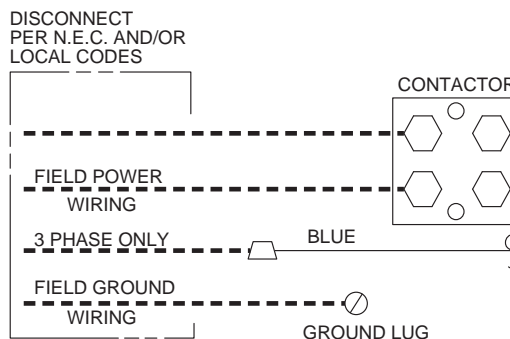 DISCONNECT
PER N.E.C. AND/OR
LOCAL CODES
CONTACTOR
FIELD POWER
WIRING
3 PHASE ONLY
BLUE
FIELD GROUND
WIRING
GROUND LUG